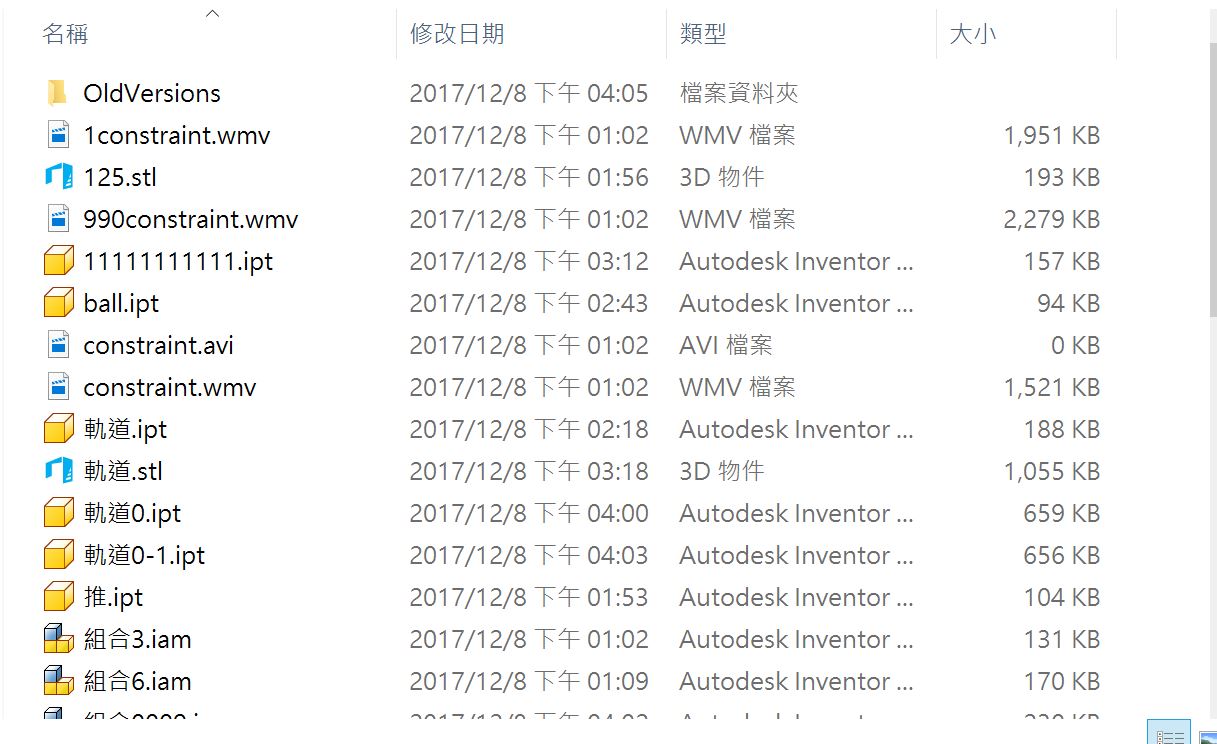 名稱 修改日期 類型 大小
OldVersions 2017/12/8 下午 04:05 檔案資料夾
1constraint.wmv 2017/12/8 下午 01:02 WMV 檔案 1,951 KB
125.stl 2017/12/8 下午 01:56 3D 物件 193 KB
990constraint.wmv 2017/12/8 下午 01:02 WMV 檔案 2,279 KB
11111111111.ipt 2017/12/8 下午 03:12 Autodesk Inventor ... 157 KB
ball.ipt 2017/12/8 下午 02:43 Autodesk Inventor ... 94 KB
constraint.avi 2017/12/8 下午 01:02 AVI 檔案 0 KB
constraint.wmv 2017/12/8 下午 01:02 WMV 檔案 1,521 KB
軌道.ipt 2017/12/8 下午 02:18 Autodesk Inventor ... 188 KB
軌道.stl 2017/12/8 下午 03:18 3D 物件 1,055 KB
軌道0.ipt 2017/12/8 下午 04:00 Autodesk Inventor ... 659 KB
軌道0-1.ipt 2017/12/8 下午 04:03 Autodesk Inventor ... 656 KB
推.ipt 2017/12/8 下午 01:53 Autodesk Inventor ... 104 KB
組合3.iam 2017/12/8 下午 01:02 Autodesk Inventor ... 131 KB
組合6.iam 2017/12/8 下午 01:09 Autodesk Inventor ... 170 KB